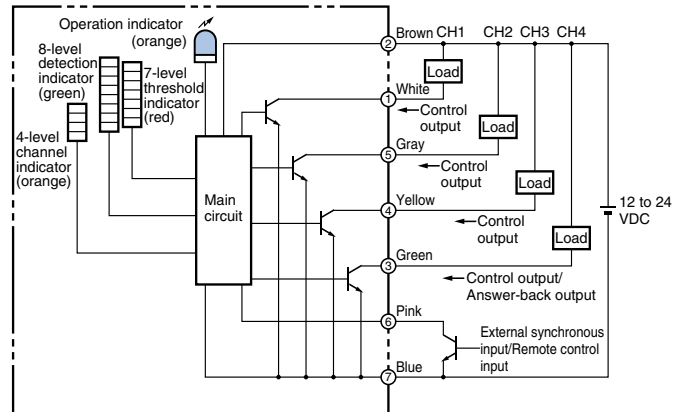 Operation indicator
(orange)
8-level
detection
indicator
(green)
7-level
threshold
indicator
(red)
4-level
channel
indicator
(orange)
Main
circuit
2
Brown
CH1
CH2
CH3
CH4
Load
1
White
Control
output
Load
5
Gray
Control
output
Load
4
Yellow
Control
output
Load
12 to 24
VDC
3
Green
Control output/
Answer-back output
6
Pink
External synchronous
input/Remote control
input
7
Blue